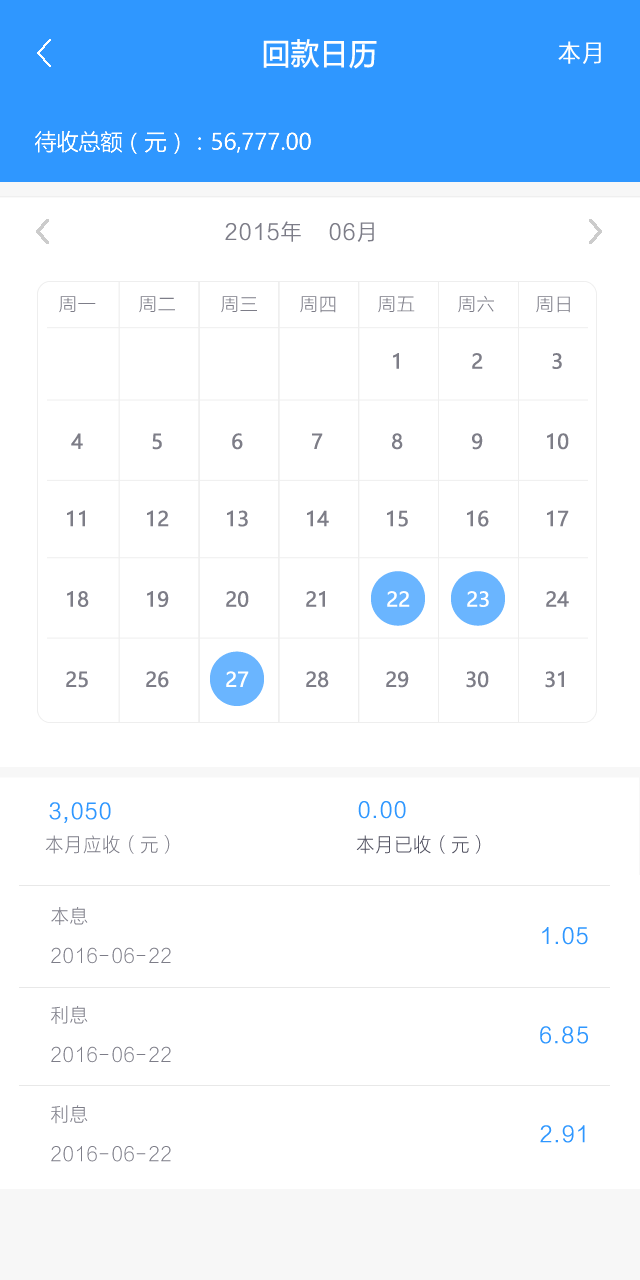 回款日历
本月
待收总额（元）: 56,777.00
2015年 06月
周一 周二 周三 周四 周五 周六 周日
1 2 3
4 5 6 7 8 9 10
11 12 13 14 15 16 17
18 19 20 21 22 23 24
25 26 27 28 29 30 31
3,050 0.00
本月应收（元） 本月已收（元）
本息
2016-06-22
1.05
利息
2016-06-22
6.85
利息
2016-06-22
2.91